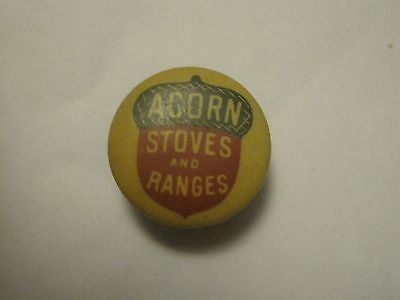 ACORN
STOVES
AND
RANGES